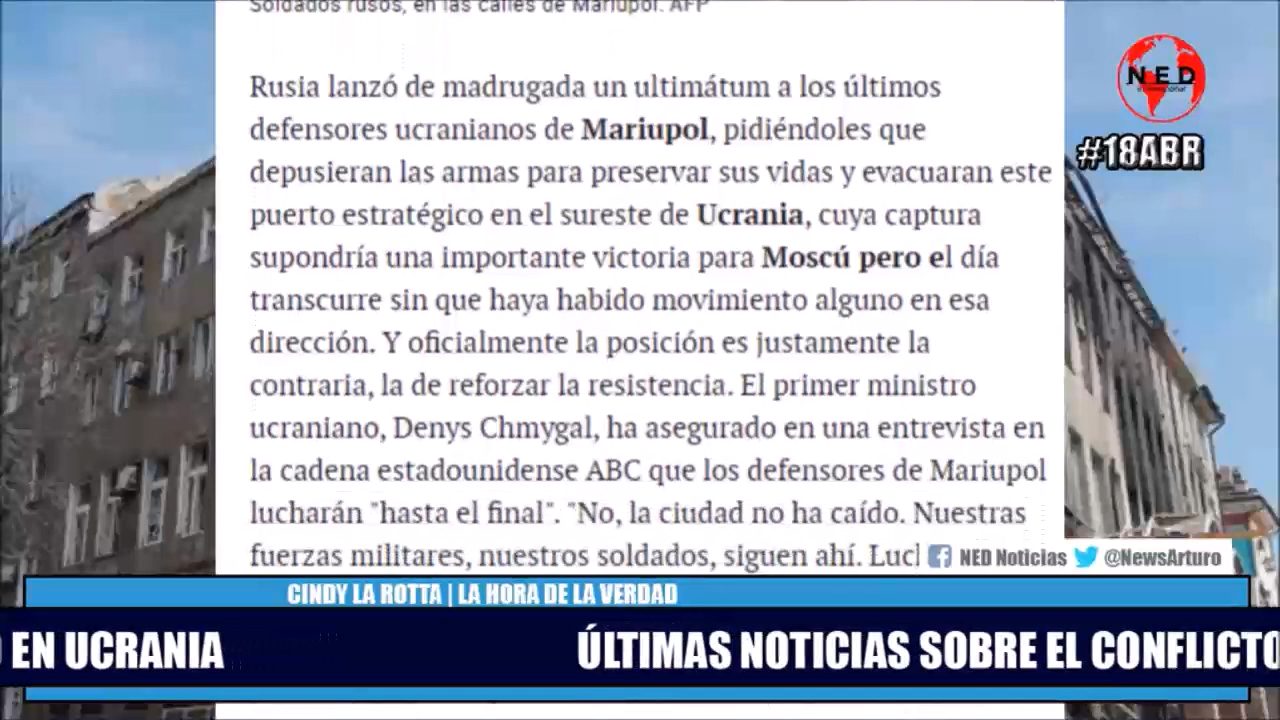 Soldados rusos, en las calles de Mariupol. AFP
NED
#18ABR
Rusia lanzó de madrugada un ultimátum a los últimos
defensores ucranianos de Mariupol, pidiéndoles que
depusieran las armas para preservar sus vidas y evacuaran este
puerto estratégico en el sureste de Ucrania, cuya captura
supondría una importante victoria para Moscú pero el día
transcurre sin que haya habido movimiento alguno en esa
dirección. Y oficialmente la posición es justamente la
contraria, la de reforzar la resistencia. El primer ministro
ucraniano, Denys Chmygal, ha asegurado en una entrevista en
la cadena estadounidense ABC que los defensores de Mariupol
lucharán "hasta el final". "No, la ciudad no ha caído. Nuestras
fuerzas militares, nuestros soldados, siguen ahí.
NED Noticias @NewsArturo
CINDY LA ROTTA | LA HORA DE LA VERDAD
EN UCRANIA ÚLTIMAS NOTICIAS SOBRE EL CONFLICTO